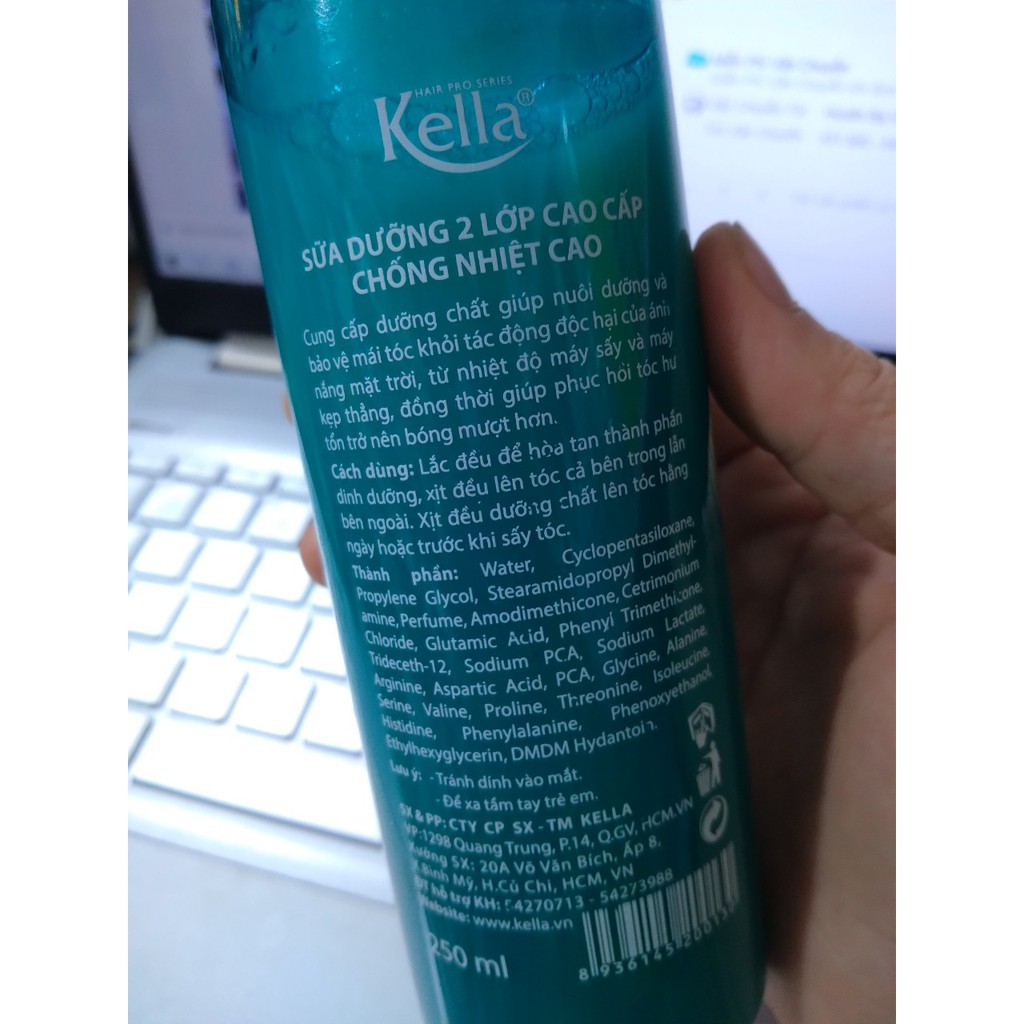 HAIR PRO SERIES
Kella®
SỮA DƯỠNG 2 LỚP CAO CẤP
CHỐNG NHIỆT CAO
Cung cấp dưỡng chất giúp nuôi dưỡng và
bảo vệ mái tóc khỏi tác động độc hại của ánh
nắng mặt trời, từ nhiệt độ máy sấy và máy
kẹp thẳng, đồng thời giúp phục hồi tóc hư
tổn trở nên bóng mượt hơn.
Cách dùng: Lắc đều để hòa tan thành phần
dinh dưỡng, xịt đều lên tóc cả bên trong lẫn
bên ngoài. Xịt đều dưỡng chất lên tóc hằng
ngày hoặc trước khi sấy tóc.
Thành phần: Water, Cyclopentasiloxane,
Propylene Glycol, Stearamidopropyl Dimethyl-
amine, Perfume, Amodimethicone, Cetrimonium
Chloride, Glutamic Acid, Phenyl Trimethicone,
Trideceth-12, Sodium PCA, Sodium Lactate,
Arginine, Aspartic Acid, PCA, Glycine, Alanine,
Serine, Valine, Proline, Threonine, Isoleucine,
Histidine, Phenylalanine, Phenoxyethanol,
Ethylhexyglycerin, DMDM Hydantoin.
Lưu ý: - Tránh dính vào mắt.
- Để xa tầm tay trẻ em.
SX & PP: CTY CP SX - TM KELLA
VP: 1298 Quang Trung, P.14, Q.GV, HCM.VN
Xưởng SX: 20A Võ Văn Bích, Ấp 8,
X.Bình Mỹ, H.Củ Chi, HCM, VN
ĐT hỗ trợ KH: 54270713 - 54273988
Website: www.kella.vn
250 ml